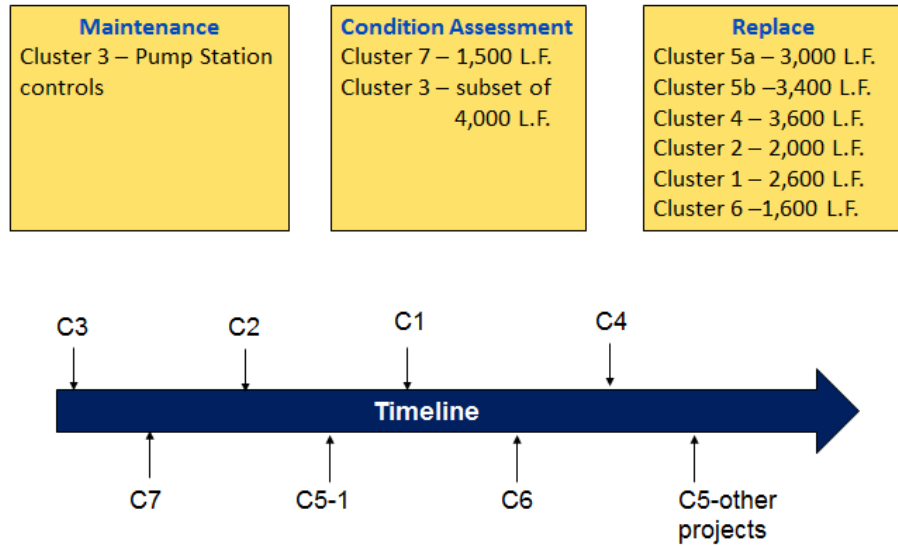 Maintenance
Cluster 3 – Pump Station
controls
Condition Assessment
Cluster 7 – 1,500 L.F.
Cluster 3 – subset of
4,000 L.F.
Replace
Cluster 5a – 3,000 L.F.
Cluster 5b –3,400 L.F.
Cluster 4 – 3,600 L.F.
Cluster 2 – 2,000 L.F.
Cluster 1 – 2,600 L.F.
Cluster 6 –1,600 L.F.
C3
C2
C1
C4
Timeline
C7
C5-1
C6
C5-other
projects